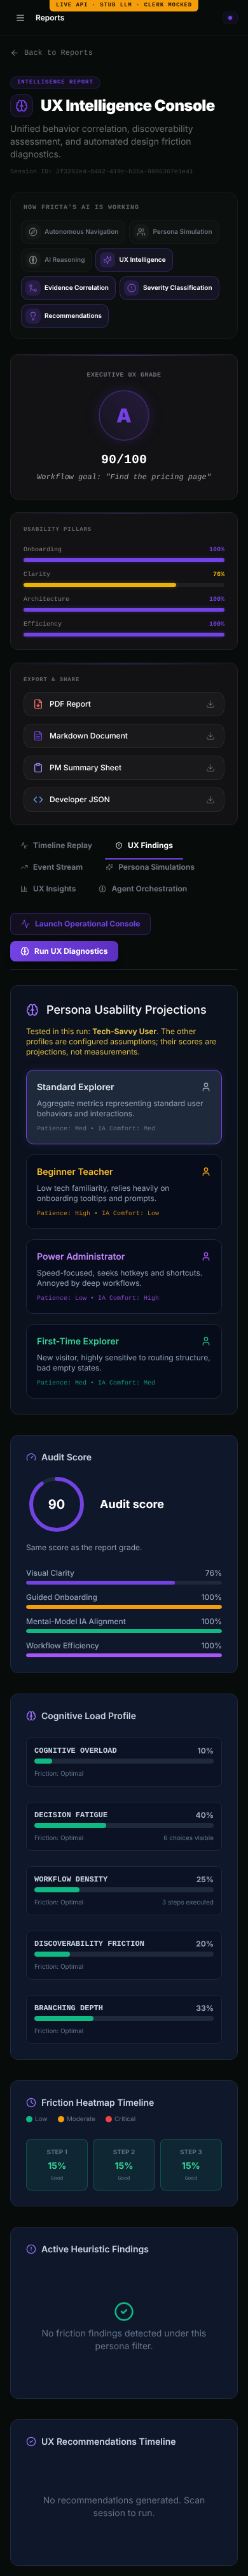 LIVE API · STUB LLM · CLERK MOCKED
Reports
Back to Reports
INTELLIGENCE REPORT
UX Intelligence Console
Unified behavior correlation, discoverability
assessment, and automated design friction
diagnostics.
HOW FRICTA'S AI IS WORKING
Autonomous Navigation
Persona Simulation
AI Reasoning
UX Intelligence
Evidence Correlation
Severity Classification
Recommendations
EXECUTIVE UX GRADE
A
90/100
Workflow goal: "Find the pricing page"
USABILITY PILLARS
Onboarding 100%
Clarity 76%
Architecture 100%
Efficiency 100%
EXPORT & SHARE
PDF Report
Markdown Document
PM Summary Sheet
Developer JSON
Timeline Replay
UX Findings
Event Stream
Persona Simulations
UX Insights
Agent Orchestration
Launch Operational Console
Run UX Diagnostics
Persona Usability Projections
Tested in this run: Tech-Savvy User. The other
profiles are configured assumptions; their scores are
projections, not measurements.
Standard Explorer
Aggregate metrics representing standard user
behaviors and interactions.
Patience: Med • IA Comfort: Med
Beginner Teacher
Low tech familiarity, relies heavily on
onboarding tooltips and prompts.
Patience: High • IA Comfort: Low
Power Administrator
Speed-focused, seeks hotkeys and shortcuts.
Annoyed by deep workflows.
Patience: Low • IA Comfort: High
First-Time Explorer
New visitor, highly sensitive to routing structure,
bad empty states.
Patience: Med • IA Comfort: Med
Audit Score
90
Audit score
Same score as the report grade.
Visual Clarity 76%
Guided Onboarding 100%
Mental-Model IA Alignment 100%
Workflow Efficiency 100%
Cognitive Load Profile
COGNITIVE OVERLOAD 10%
Friction: Optimal
DECISION FATIGUE 40%
Friction: Optimal 6 choices visible
WORKFLOW DENSITY 25%
Friction: Optimal 3 steps executed
DISCOVERABILITY FRICTION 20%
Friction: Optimal
BRANCHING DEPTH 33%
Friction: Optimal
Friction Heatmap Timeline
Low Moderate Critical
STEP 1 STEP 2 STEP 3
15% 15% 15%
Good Good Good
Active Heuristic Findings
No friction findings detected under this
persona filter.
UX Recommendations Timeline
No recommendations generated. Scan
session to run.